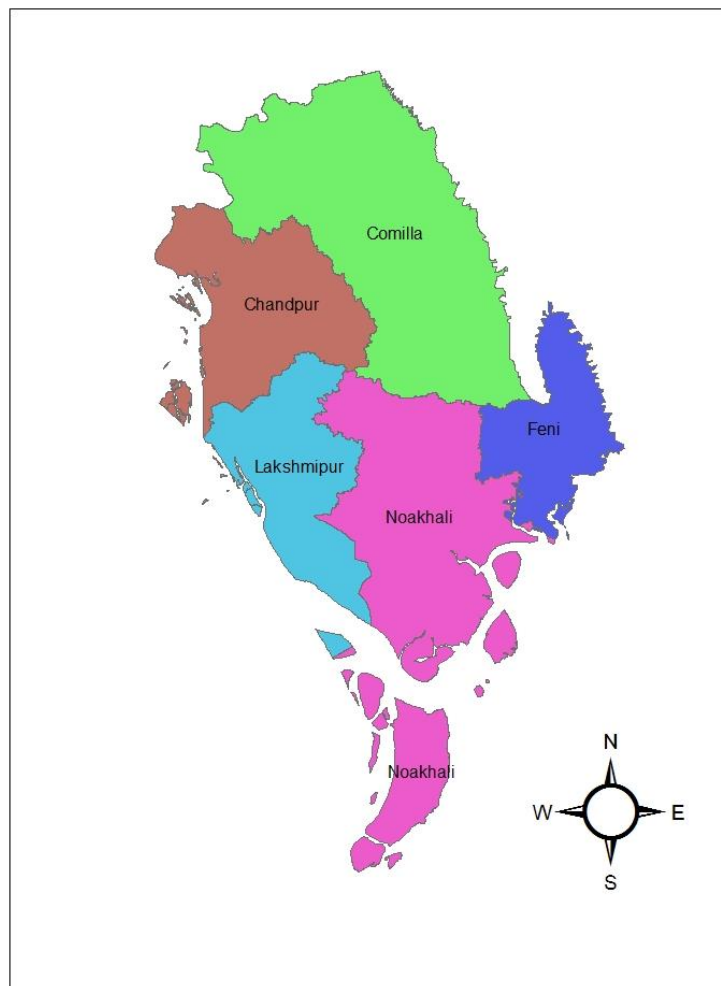 Comilla
Chandpur
Feni
Lakshmipur
Noakhali
Noakhali
N
W
E
S